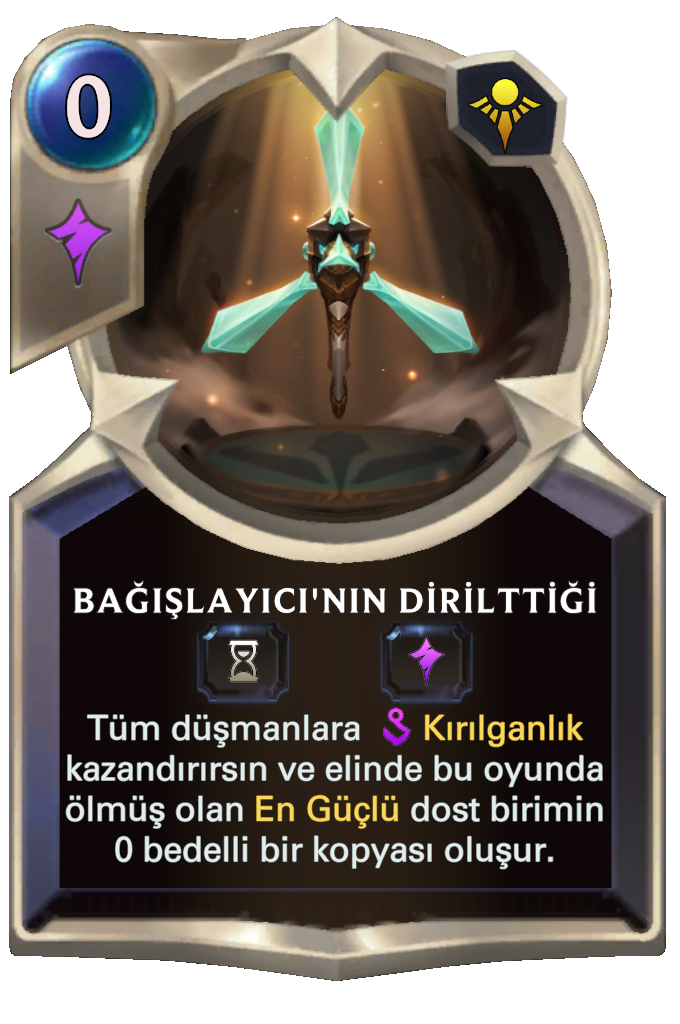 0
BAĞIŞLAYICI'NIN DİRİLTTİĞİ
Tüm düşmanlara Kırılganlık
kazandırırsın ve elinde bu oyunda
ölmüş olan En Güçlü dost birimin
0 bedelli bir kopyası oluşur.